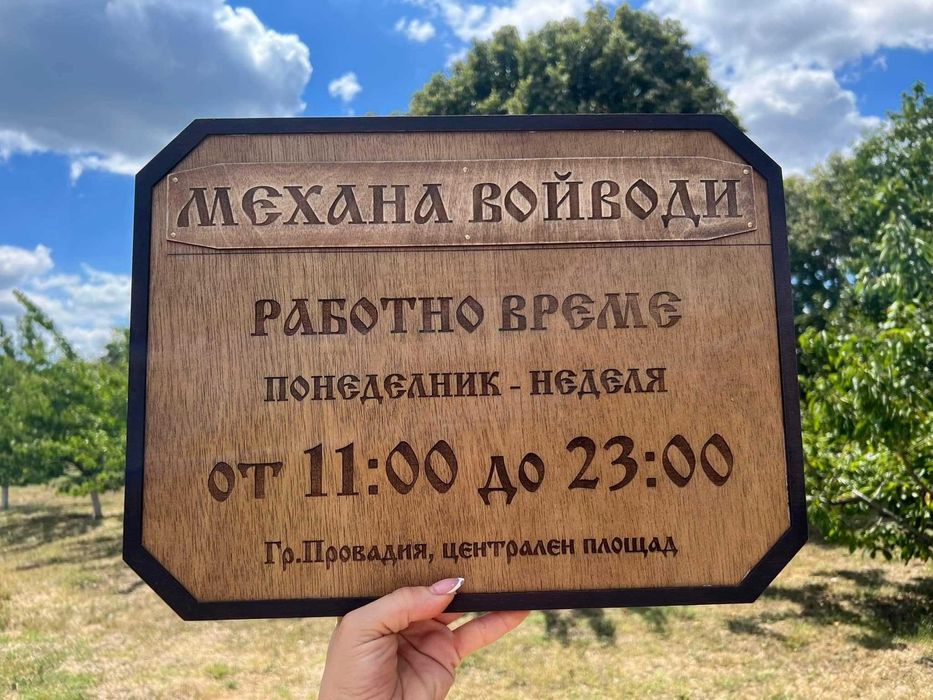 МЕХАНА ВОЙВОДИ
РАБОТНО ВРЕМЕ
ПОНЕДЕЛНИК - НЕДЕЛЯ
ОТ 11:00 ДО 23:00
Гр.Провадия, централен площад